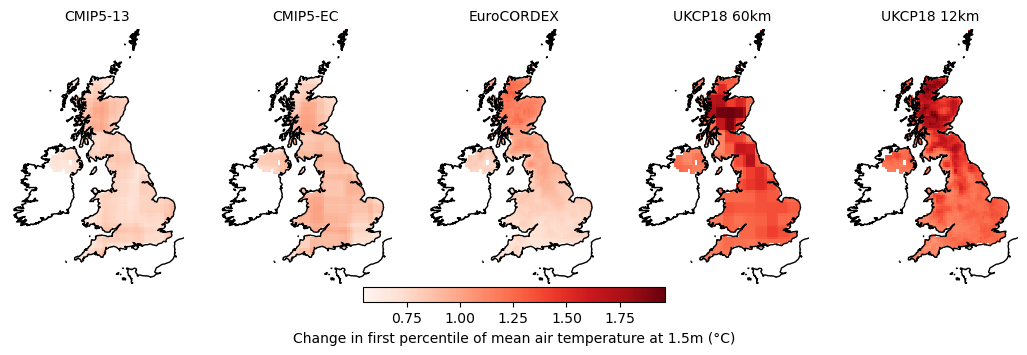 CMIP5-13 CMIP5-EC EuroCORDEX UKCP18 60km UKCP18 12km
0.75 1.00 1.25 1.50 1.75
Change in first percentile of mean air temperature at 1.5m (°C)